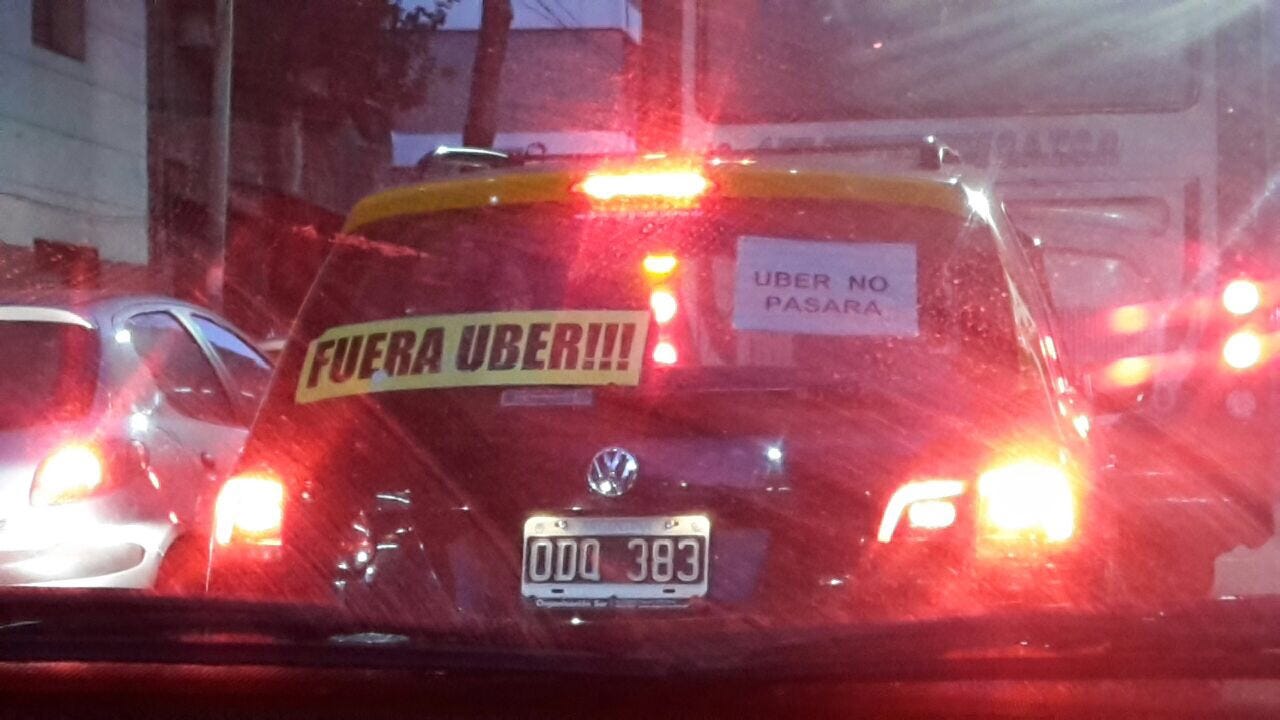 UBER NO
PASARA
FUERA UBER!!!
ODQ 383